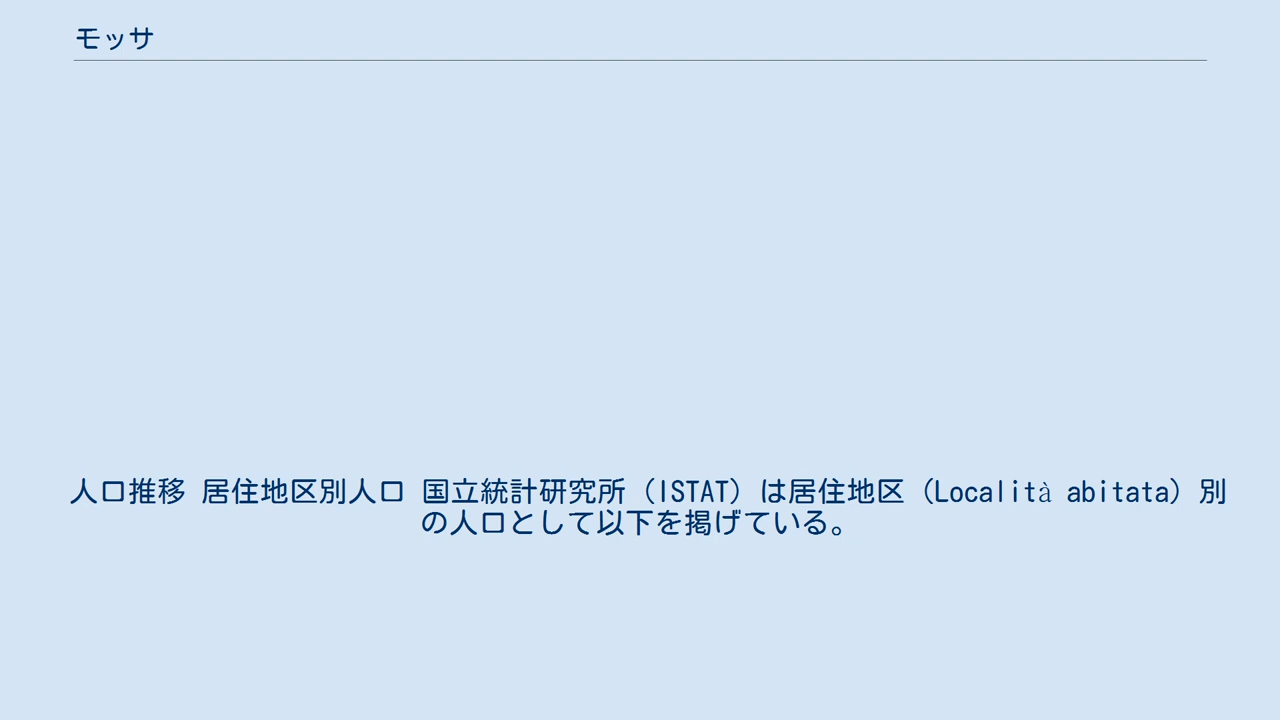 モッサ
人口推移 居住地区別人口 国立統計研究所（ISTAT）は居住地区（Località abitata）別
の人口として以下を掲げている。